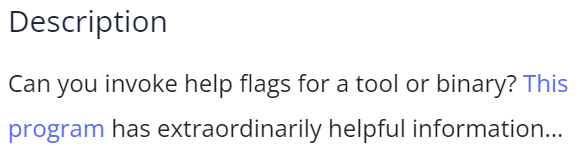 Description
Can you invoke help flags for a tool or binary? This
program has extraordinarily helpful information...